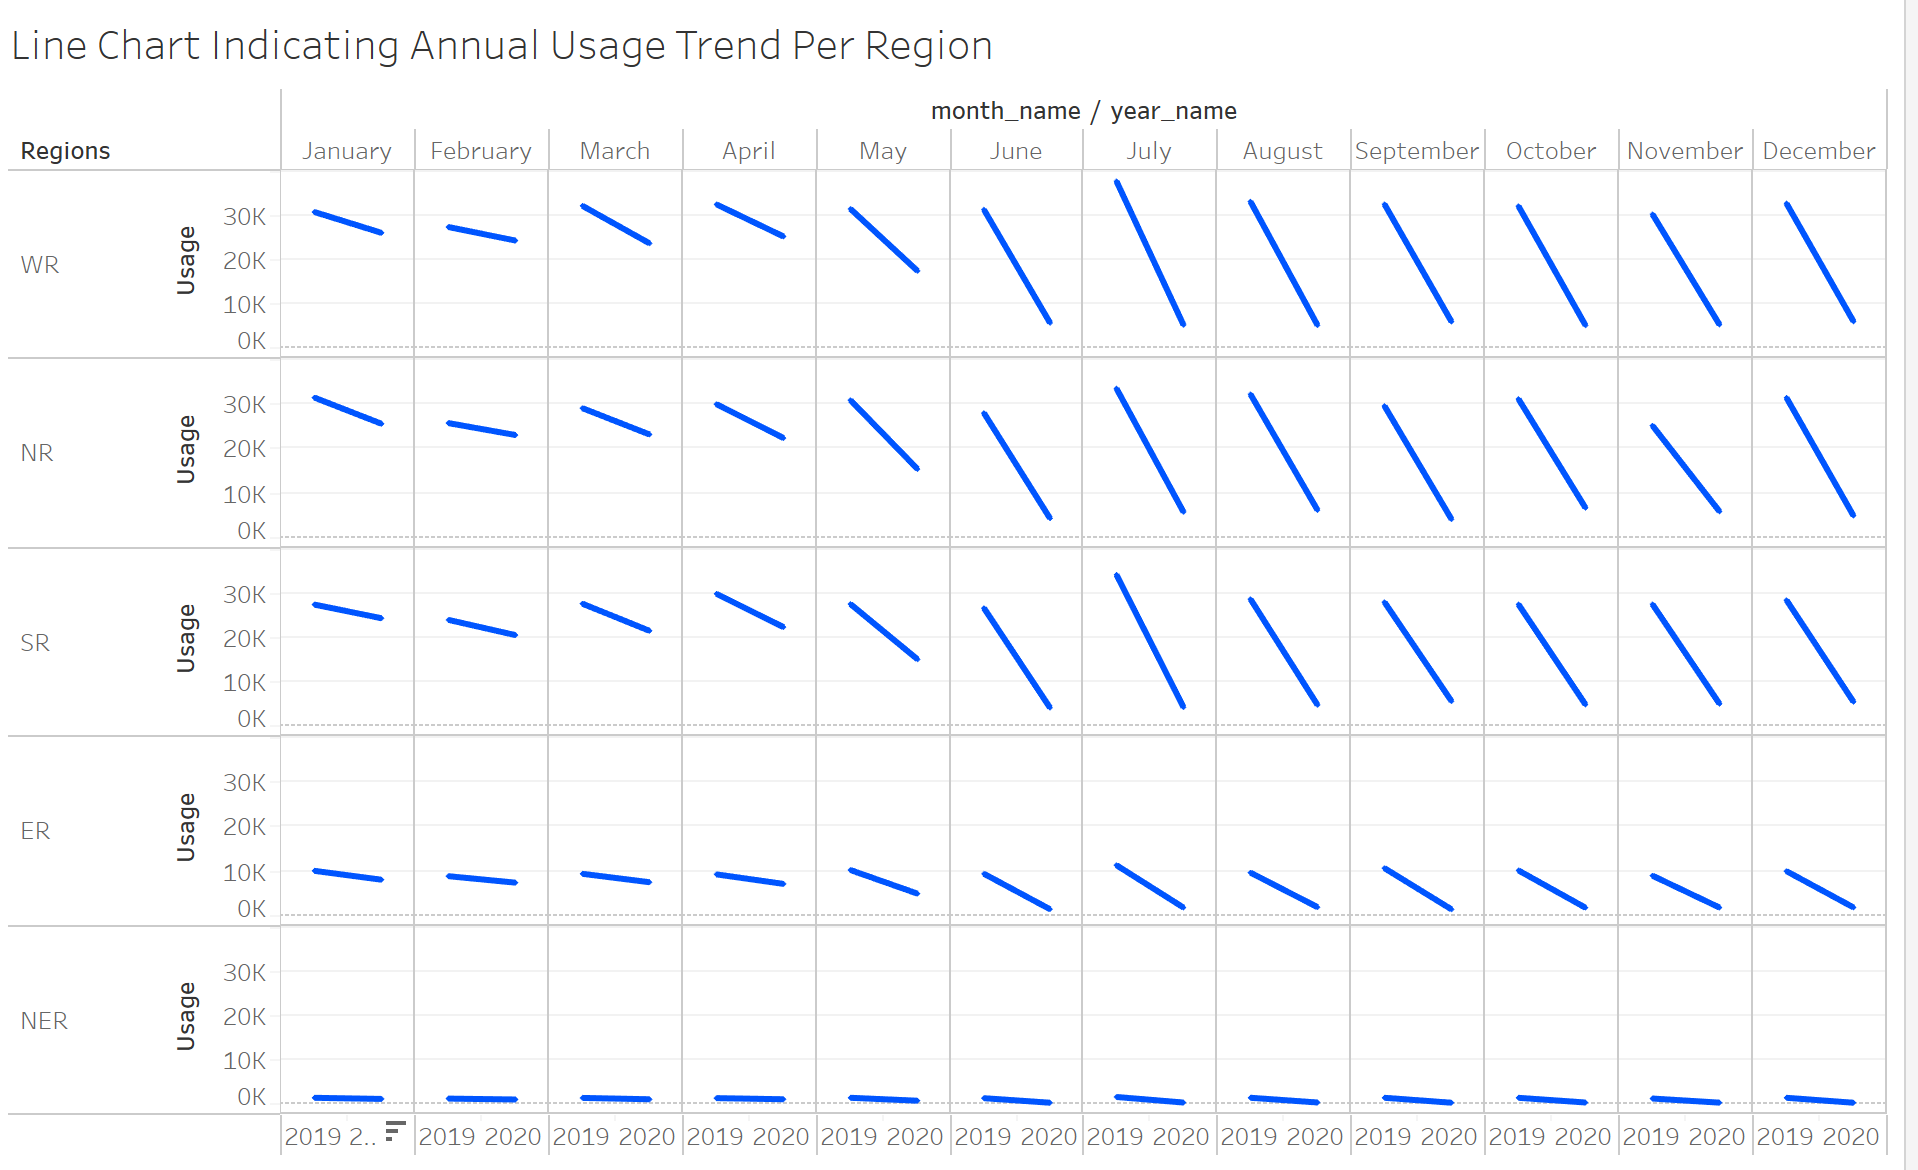 Line Chart Indicating Annual Usage Trend Per Region
month_name / year_name
Regions January February March April May June July August September October November December
WR Usage 30K 20K 10K 0K
NR Usage 30K 20K 10K 0K
SR Usage 30K 20K 10K 0K
ER Usage 30K 20K 10K 0K
NER Usage 30K 20K 10K 0K
2019 2.. 2019 2020 2019 2020 2019 2020 2019 2020 2019 2020 2019 2020 2019 2020 2019 2020 2019 2020 2019 2020 2019 2020